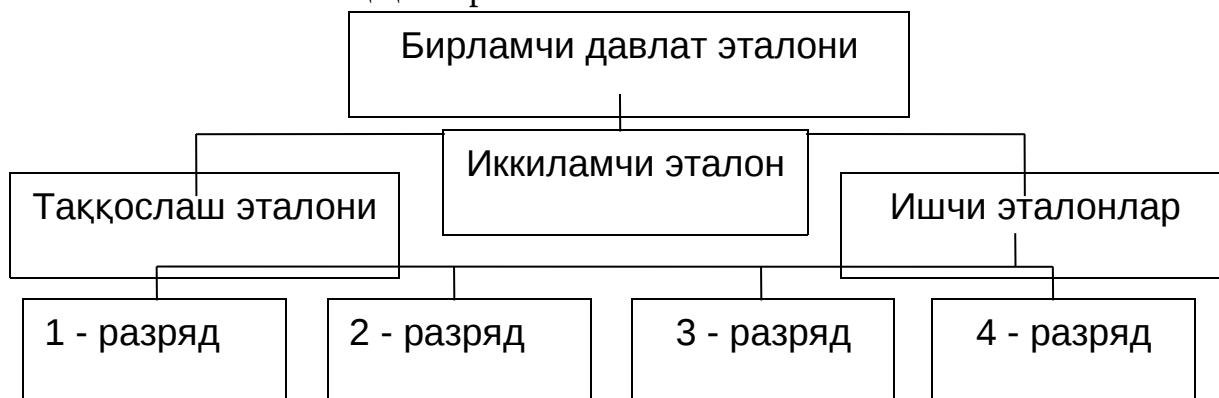 Бирламчи давлат эталони
Иккиламчи эталон
Таққослаш эталони
Ишчи эталонлар
1 - разряд
2 - разряд
3 - разряд
4 - разряд